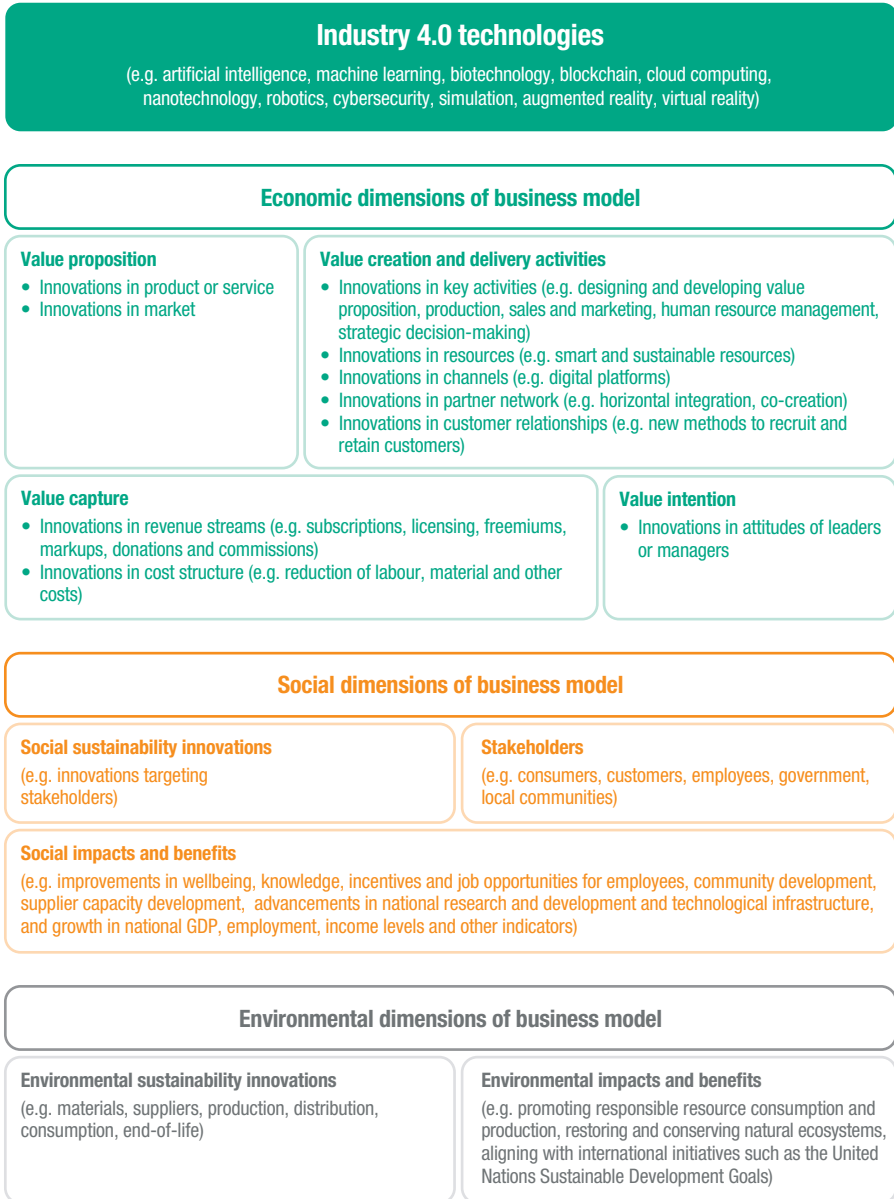 Industry 4.0 technologies
(e.g. artificial intelligence, machine learning, biotechnology, blockchain, cloud computing,
nanotechnology, robotics, cybersecurity, simulation, augmented reality, virtual reality)
Economic dimensions of business model
Value proposition
• Innovations in product or service
• Innovations in market
Value creation and delivery activities
• Innovations in key activities (e.g. designing and developing value
proposition, production, sales and marketing, human resource management,
strategic decision-making)
• Innovations in resources (e.g. smart and sustainable resources)
• Innovations in channels (e.g. digital platforms)
• Innovations in partner network (e.g. horizontal integration, co-creation)
• Innovations in customer relationships (e.g. new methods to recruit and
retain customers)
Value capture
• Innovations in revenue streams (e.g. subscriptions, licensing, freemiums,
markups, donations and commissions)
• Innovations in cost structure (e.g. reduction of labour, material and other
costs)
Value intention
• Innovations in attitudes of leaders
or managers
Social dimensions of business model
Social sustainability innovations
(e.g. innovations targeting
stakeholders)
Stakeholders
(e.g. consumers, customers, employees, government,
local communities)
Social impacts and benefits
(e.g. improvements in wellbeing, knowledge, incentives and job opportunities for employees, community development,
supplier capacity development, advancements in national research and development and technological infrastructure,
and growth in national GDP, employment, income levels and other indicators)
Environmental dimensions of business model
Environmental sustainability innovations
(e.g. materials, suppliers, production, distribution,
consumption, end-of-life)
Environmental impacts and benefits
(e.g. promoting responsible resource consumption and
production, restoring and conserving natural ecosystems,
aligning with international initiatives such as the United
Nations Sustainable Development Goals)